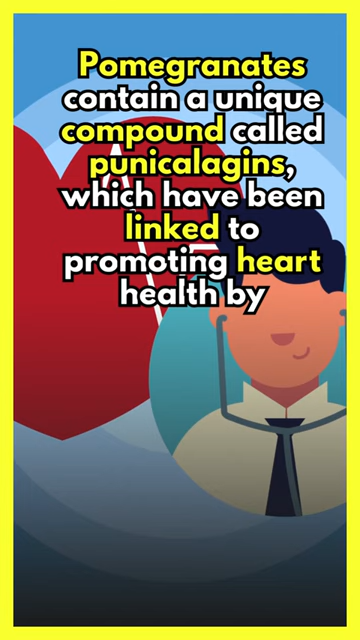 Pomegranates
contain a unique
compound called
punicalagins,
which have been
linked to
promoting heart
health by